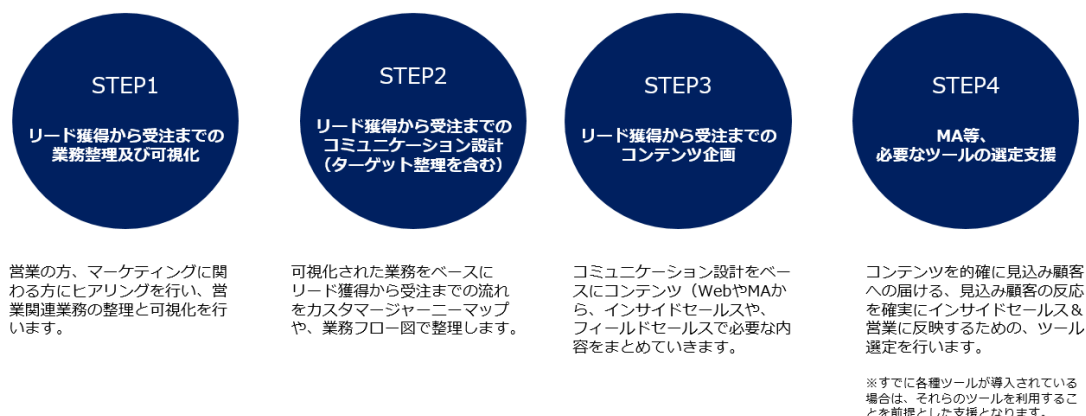 STEP1
リード獲得から受注までの
業務整理及び可視化
営業の方、マーケティングに関
わる方にヒアリングを行い、営
業関連業務の整理と可視化を行
います。
STEP2
リード獲得から受注までの
コミュニケーション設計
（ターゲット整理を含む）
可視化された業務をベースに
リード獲得から受注までの流れ
をカスタマージャーニーマップ
や、業務フロー図で整理します。
STEP3
リード獲得から受注までの
コンテンツ企画
コミュニケーション設計をベー
スにコンテンツ（WebやMAか
ら、インサイドセールスや、
フィールドセールスで必要な内
容をまとめていきます。
STEP4
MA等、
必要なツールの選定支援
コンテンツを的確に見込み顧客
への届ける、見込み顧客の反応
を確実にインサイドセールス＆
営業に反映するための、ツール
選定を行います。
※すでに各種ツールが導入されている
場合は、それらのツールを利用するこ
とを前提とした支援となります。